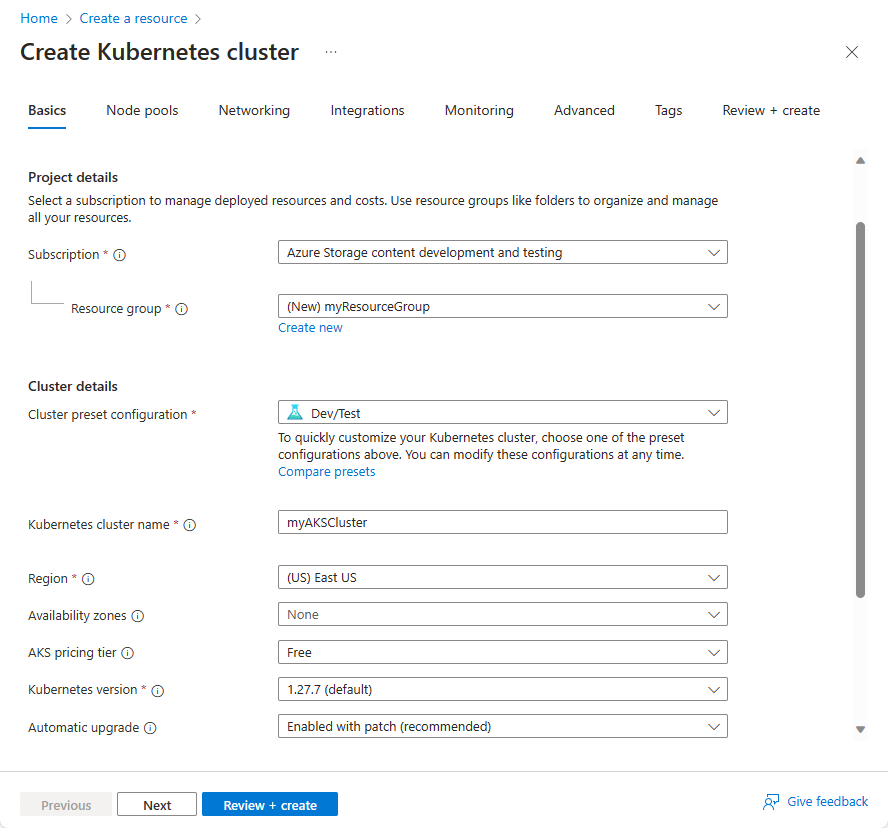 Home > Create a resource >
Create Kubernetes cluster ...
Basics Node pools Networking Integrations Monitoring Advanced Tags Review + create
Project details
Select a subscription to manage deployed resources and costs. Use resource groups like folders to organize and manage
all your resources.
Subscription * Azure Storage content development and testing
Resource group * (New) myResourceGroup
Create new
Cluster details
Cluster preset configuration * Dev/Test
To quickly customize your Kubernetes cluster, choose one of the preset
configurations above. You can modify these configurations at any time.
Compare presets
Kubernetes cluster name * myAKSCluster
Region * (US) East US
Availability zones None
AKS pricing tier Free
Kubernetes version * 1.27.7 (default)
Automatic upgrade Enabled with patch (recommended)
Previous Next Review + create Give feedback